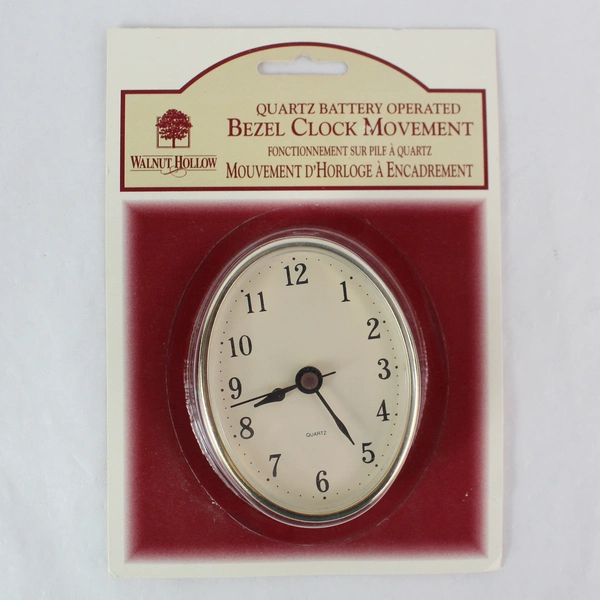 QUARTZ BATTERY OPERATED
BEZEL CLOCK MOVEMENT
FONCTIONNEMENT SUR PILE À QUARTZ
MOUVEMENT D'HORLOGE À ENCADREMENT
WALNUT HOLLOW
12
11
1
10
2
9
3
8
4
7
5
6
QUARTZ